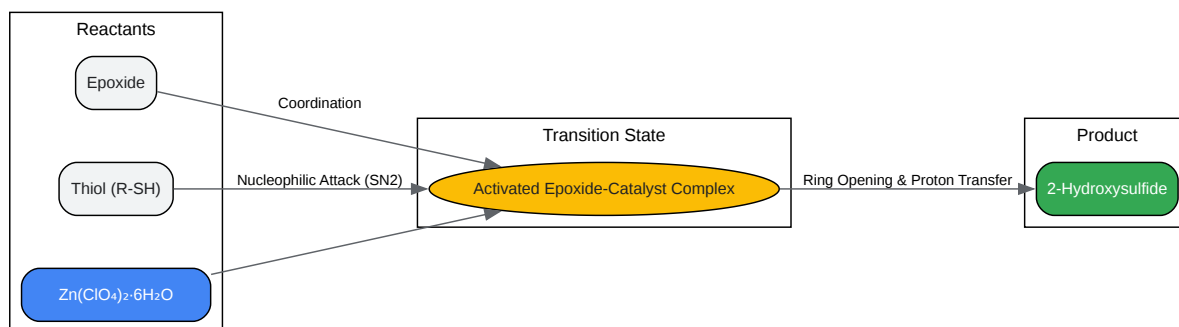 Reactants
Epoxide
Coordination
Thiol (R-SH)
Nucleophilic Attack (SN2)
Zn(ClO₄)₂·6H₂O
Transition State
Activated Epoxide-Catalyst Complex
Ring Opening & Proton Transfer
Product
2-Hydroxysulfide